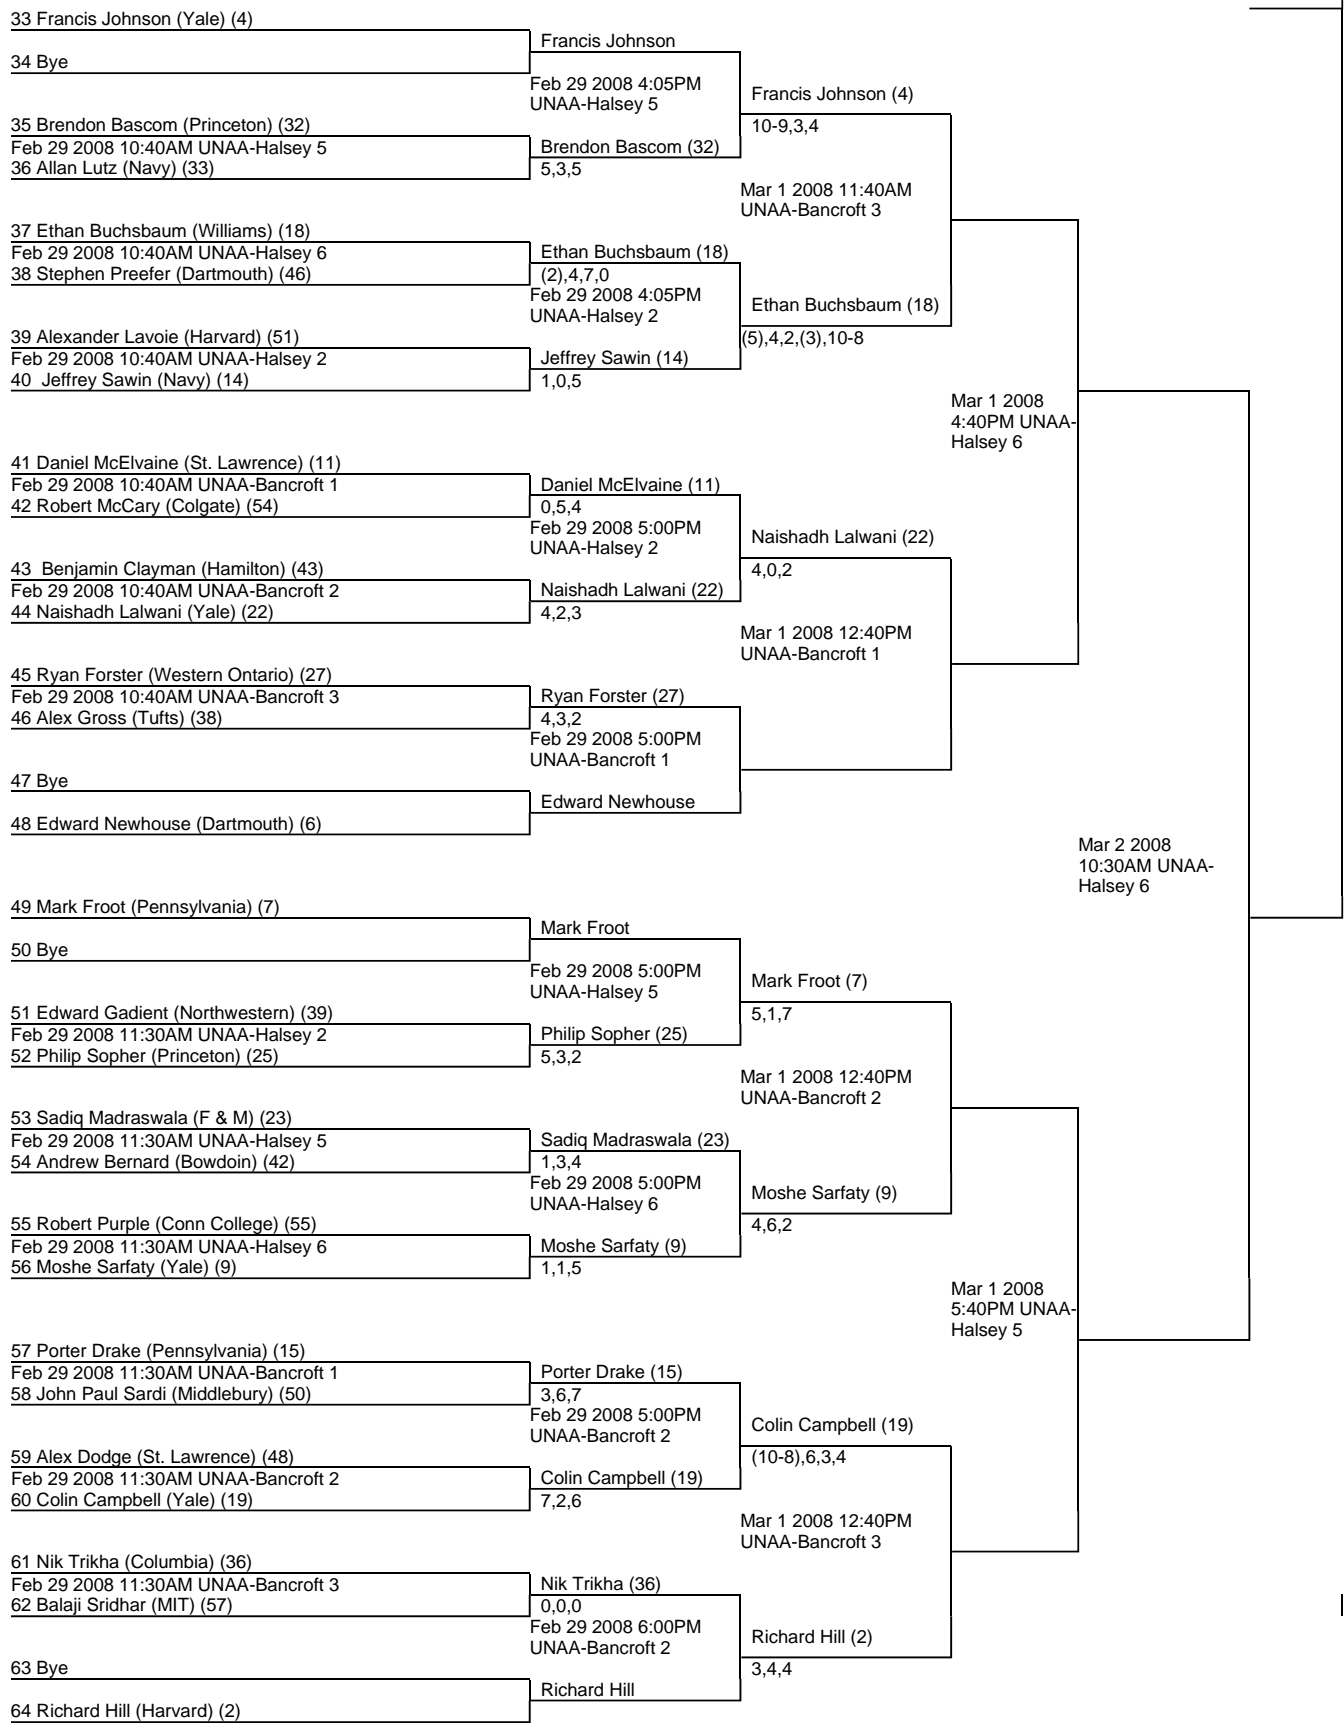 33 Francis Johnson (Yale) (4)
Francis Johnson
34 Bye
Feb 29 2008 4:05PM
UNAA-Halsey 5
Francis Johnson (4)
10-9,3,4
35 Brendon Bascom (Princeton) (32)
Feb 29 2008 10:40AM UNAA-Halsey 5
36 Allan Lutz (Navy) (33)
Brendon Bascom (32)
5,3,5
Mar 1 2008 11:40AM
UNAA-Bancroft 3
37 Ethan Buchsbaum (Williams) (18)
Feb 29 2008 10:40AM UNAA-Halsey 6
38 Stephen Preefer (Dartmouth) (46)
Ethan Buchsbaum (18)
(2),4,7,0
Feb 29 2008 4:05PM
UNAA-Halsey 2
Ethan Buchsbaum (18)
(5),4,2,(3),10-8
39 Alexander Lavoie (Harvard) (51)
Feb 29 2008 10:40AM UNAA-Halsey 2
40 Jeffrey Sawin (Navy) (14)
Jeffrey Sawin (14)
1,0,5
Mar 1 2008
4:40PM UNAA-
Halsey 6
41 Daniel McElvaine (St. Lawrence) (11)
Feb 29 2008 10:40AM UNAA-Bancroft 1
42 Robert McCary (Colgate) (54)
Daniel McElvaine (11)
0,5,4
Feb 29 2008 5:00PM
UNAA-Halsey 2
Naishadh Lalwani (22)
4,0,2
43 Benjamin Clayman (Hamilton) (43)
Feb 29 2008 10:40AM UNAA-Bancroft 2
44 Naishadh Lalwani (Yale) (22)
Naishadh Lalwani (22)
4,2,3
Mar 1 2008 12:40PM
UNAA-Bancroft 1
45 Ryan Forster (Western Ontario) (27)
Feb 29 2008 10:40AM UNAA-Bancroft 3
46 Alex Gross (Tufts) (38)
Ryan Forster (27)
4,3,2
Feb 29 2008 5:00PM
UNAA-Bancroft 1
47 Bye
Edward Newhouse
48 Edward Newhouse (Dartmouth) (6)
Mar 2 2008
10:30AM UNAA-
Halsey 6
49 Mark Froot (Pennsylvania) (7)
Mark Froot
50 Bye
Feb 29 2008 5:00PM
UNAA-Halsey 5
Mark Froot (7)
5,1,7
51 Edward Gadient (Northwestern) (39)
Feb 29 2008 11:30AM UNAA-Halsey 2
52 Philip Sopher (Princeton) (25)
Philip Sopher (25)
5,3,2
Mar 1 2008 12:40PM
UNAA-Bancroft 2
53 Sadiq Madraswala (F & M) (23)
Feb 29 2008 11:30AM UNAA-Halsey 5
54 Andrew Bernard (Bowdoin) (42)
Sadiq Madraswala (23)
1,3,4
Feb 29 2008 5:00PM
UNAA-Halsey 6
Moshe Sarfaty (9)
4,6,2
55 Robert Purple (Conn College) (55)
Feb 29 2008 11:30AM UNAA-Halsey 6
56 Moshe Sarfaty (Yale) (9)
Moshe Sarfaty (9)
1,1,5
Mar 1 2008
5:40PM UNAA-
Halsey 5
57 Porter Drake (Pennsylvania) (15)
Feb 29 2008 11:30AM UNAA-Bancroft 1
58 John Paul Sardi (Middlebury) (50)
Porter Drake (15)
3,6,7
Feb 29 2008 5:00PM
UNAA-Bancroft 2
Colin Campbell (19)
(10-8),6,3,4
59 Alex Dodge (St. Lawrence) (48)
Feb 29 2008 11:30AM UNAA-Bancroft 2
60 Colin Campbell (Yale) (19)
Colin Campbell (19)
7,2,6
Mar 1 2008 12:40PM
UNAA-Bancroft 3
61 Nik Trikha (Columbia) (36)
Feb 29 2008 11:30AM UNAA-Bancroft 3
62 Balaji Sridhar (MIT) (57)
Nik Trikha (36)
0,0,0
Feb 29 2008 6:00PM
UNAA-Bancroft 2
Richard Hill (2)
3,4,4
63 Bye
Richard Hill
64 Richard Hill (Harvard) (2)